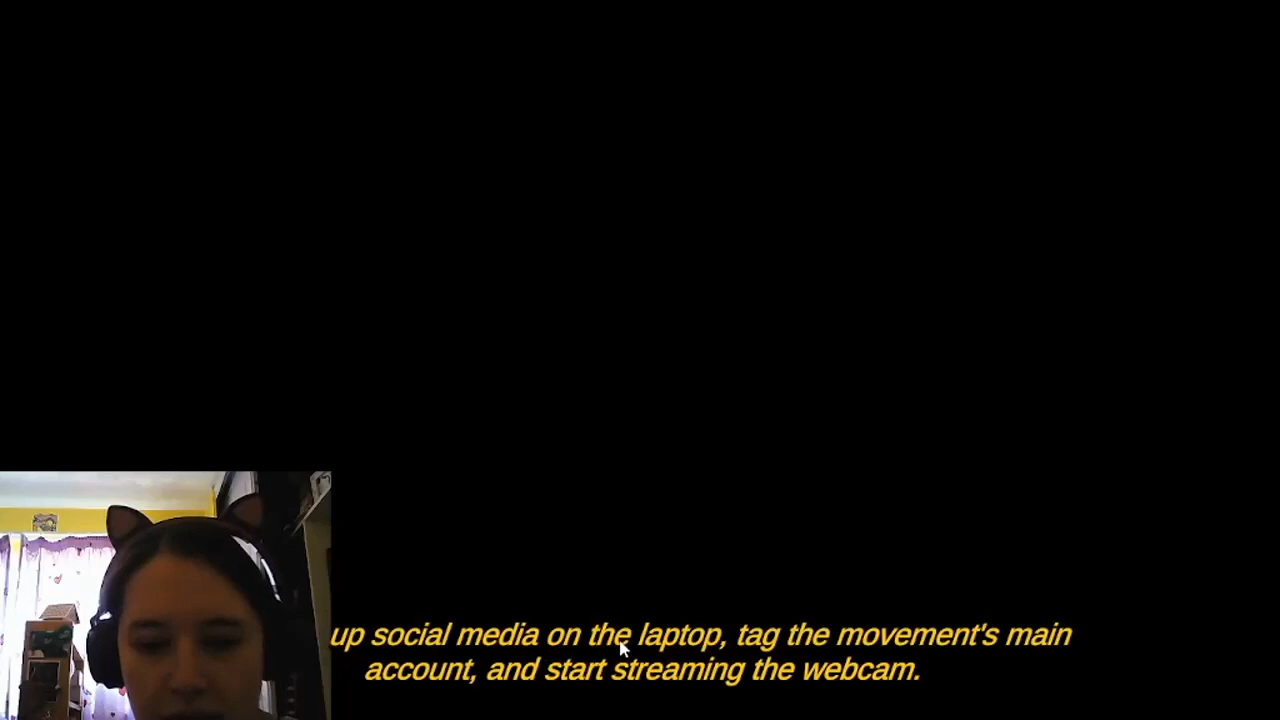 up social media on the laptop, tag the movement's main
account, and start streaming the webcam.